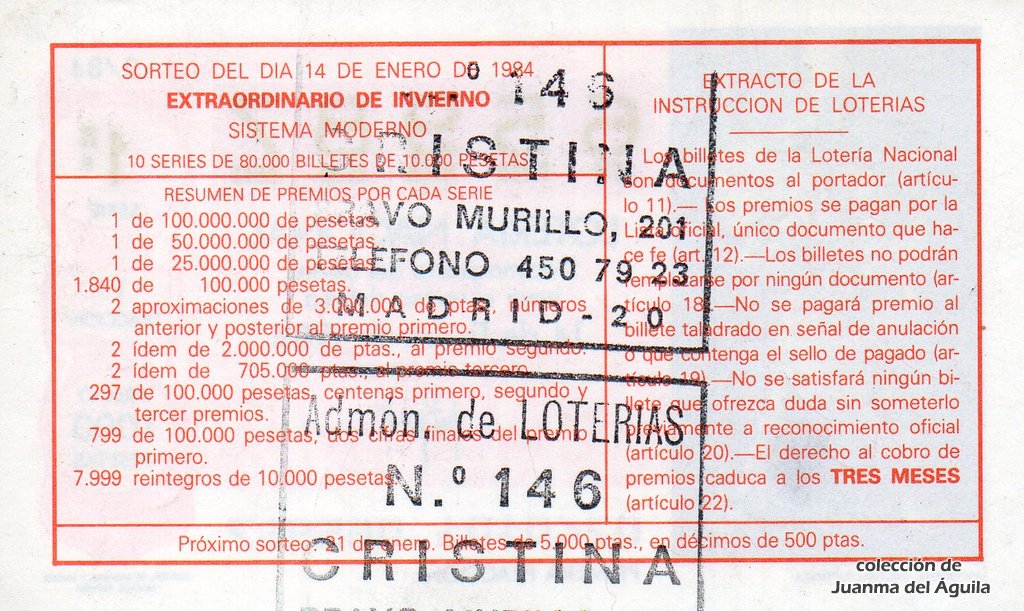 SORTEO DEL DIA 14 DE ENERO DE 1984
EXTRAORDINARIO DE INVIERNO
SISTEMA MODERNO
10 SERIES DE 80.000 BILLETES DE 10.000 PESETAS
RESUMEN DE PREMIOS POR CADA SERIE
1 de 100.000.000 de pesetas.
1 de 50.000.000 de pesetas.
1 de 25.000.000 de pesetas.
1.840 de 100.000 pesetas.
2 aproximaciones de 3.000.000 de ptas., números
anterior y posterior al premio primero.
2 ídem de 2.000.000 de ptas., al premio segundo.
2 ídem de 705.000 ptas., al premio tercero.
297 de 100.000 pesetas, centenas primero, segundo y
tercer premios.
799 de 100.000 pesetas, dos cifras finales del premio
primero.
7.999 reintegros de 10.000 pesetas.
EXTRACTO DE LA
INSTRUCCION DE LOTERIAS
Los billetes de la Lotería Nacional
son documentos al portador (artícu-
lo 11).— Los premios se pagan por la
Lista oficial, único documento que ha-
ce fe (art. 12).—Los billetes no podrán
remplazarse por ningún documento (ar-
tículo 18).—No se pagará premio al
billete taladrado en señal de anulación
o que contenga el sello de pagado (ar-
tículo 19).—No se satisfará ningún bi-
llete que ofrezca duda sin someterlo
previamente a reconocimiento oficial
(artículo 20).—El derecho al cobro de
premios caduca a los TRES MESES
(artículo 22).
Próximo sorteo: 21 de enero. Billetes de 5.000 ptas., en décimos de 500 ptas.
º 146
CRISTINA
BRAVO MURILLO, 201
TELEFONO 450 79 23
MADRID-20
Admón. de LOTERIAS
N.º 146
CRISTINA
colección de
Juanma del Águila